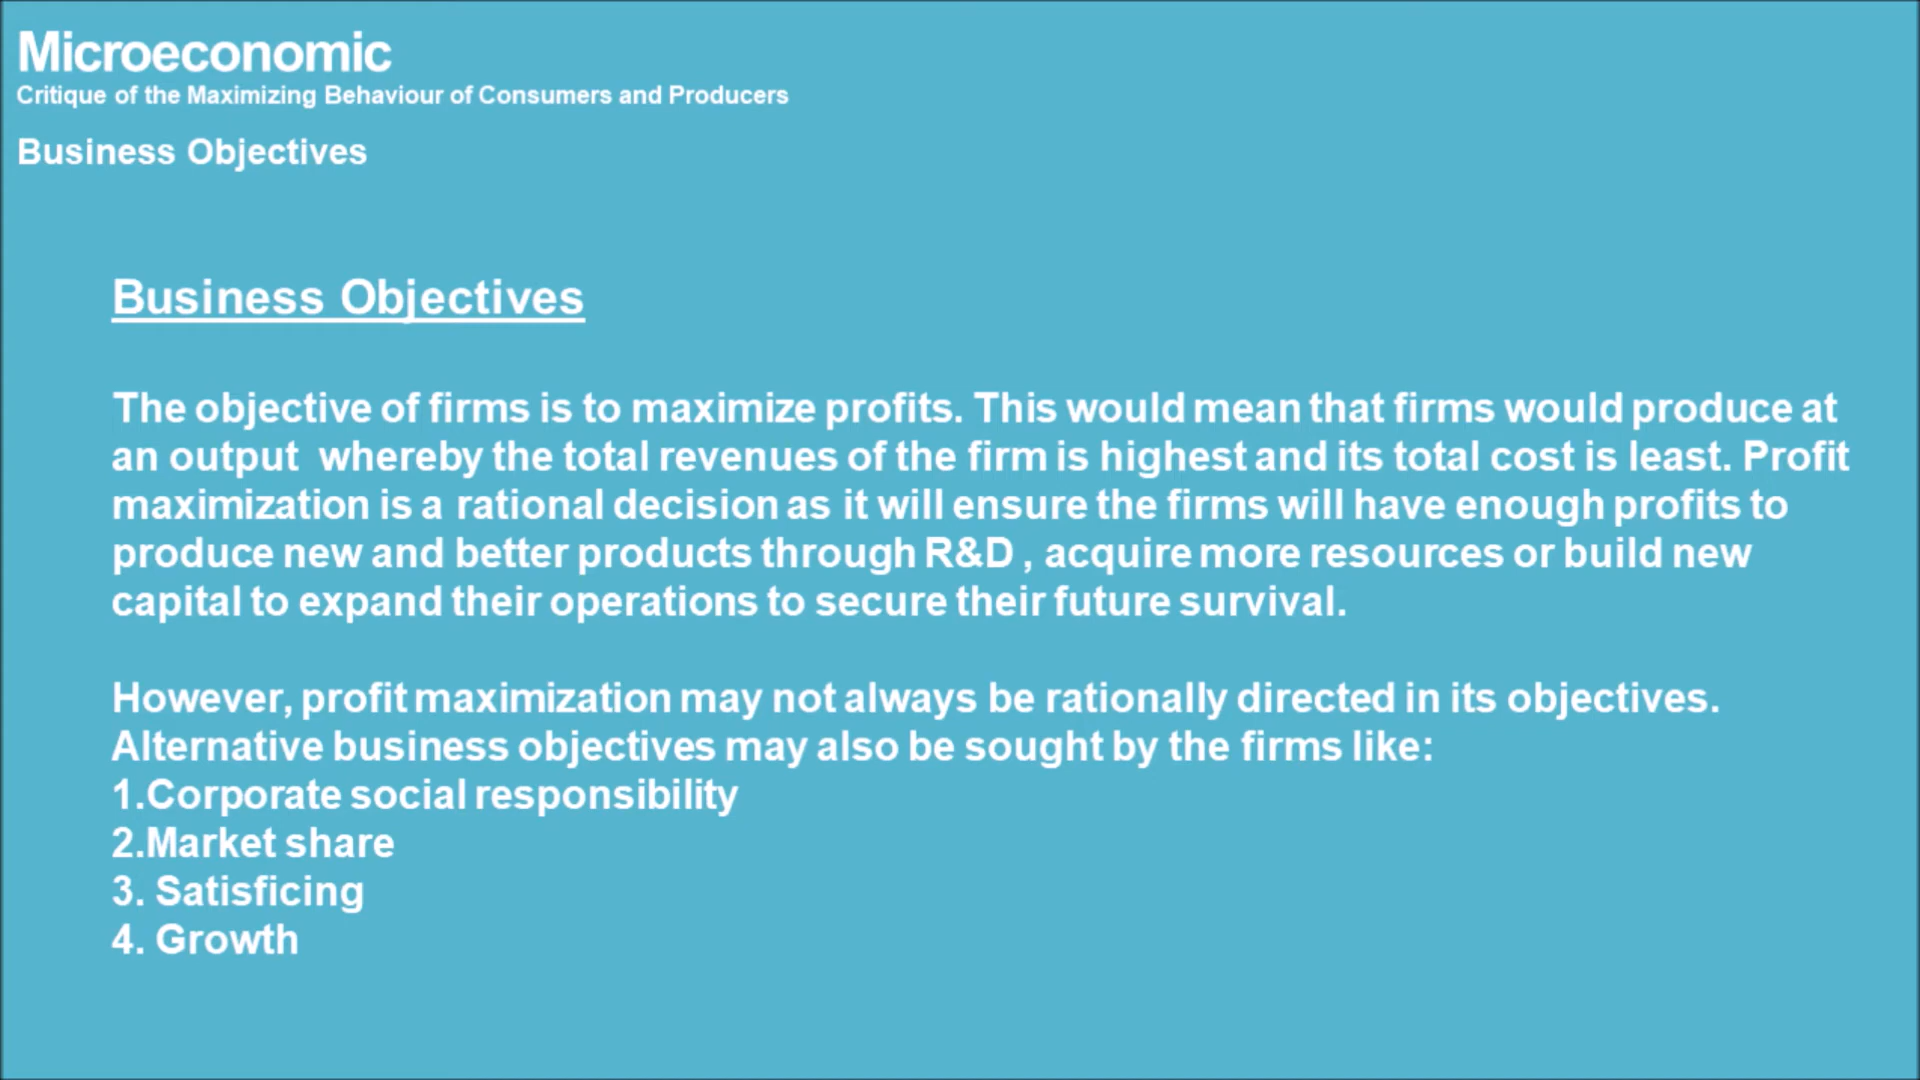 Microeconomic
Critique of the Maximizing Behaviour of Consumers and Producers
Business Objectives
Business Objectives
The objective of firms is to maximize profits. This would mean that firms would produce at
an output whereby the total revenues of the firm is highest and its total cost is least. Profit
maximization is a rational decision as it will ensure the firms will have enough profits to
produce new and better products through R&D , acquire more resources or build new
capital to expand their operations to secure their future survival.
However, profit maximization may not always be rationally directed in its objectives.
Alternative business objectives may also be sought by the firms like:
1.Corporate social responsibility
2.Market share
3. Satisficing
4. Growth